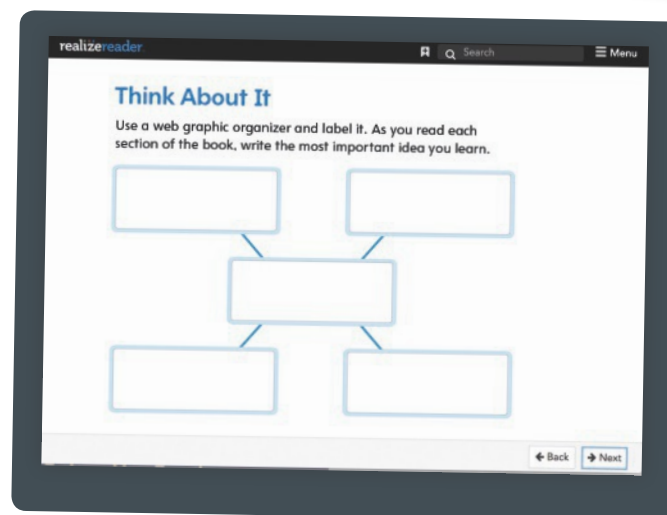 realizereader.
Search
Menu
Think About It
Use a web graphic organizer and label it. As you read each
section of the book, write the most important idea you learn.
Back
Next